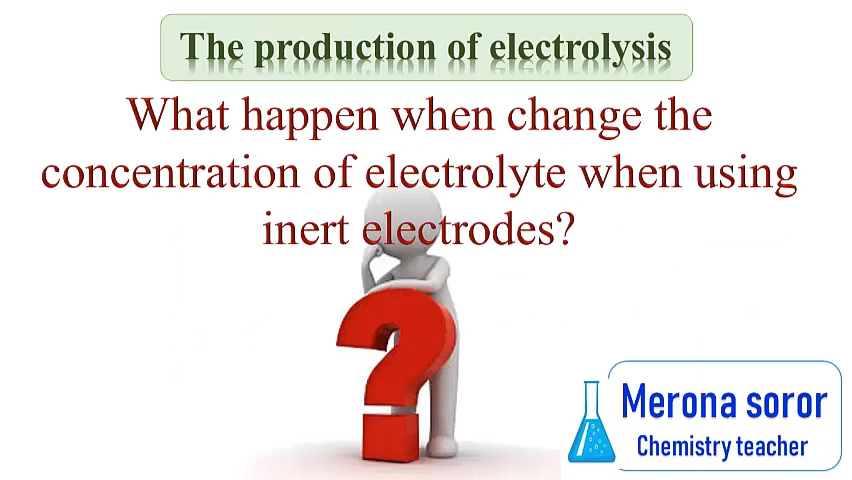 The production of electrolysis
What happen when change the
concentration of electrolyte when using
inert electrodes?
Merona soror
Chemistry teacher